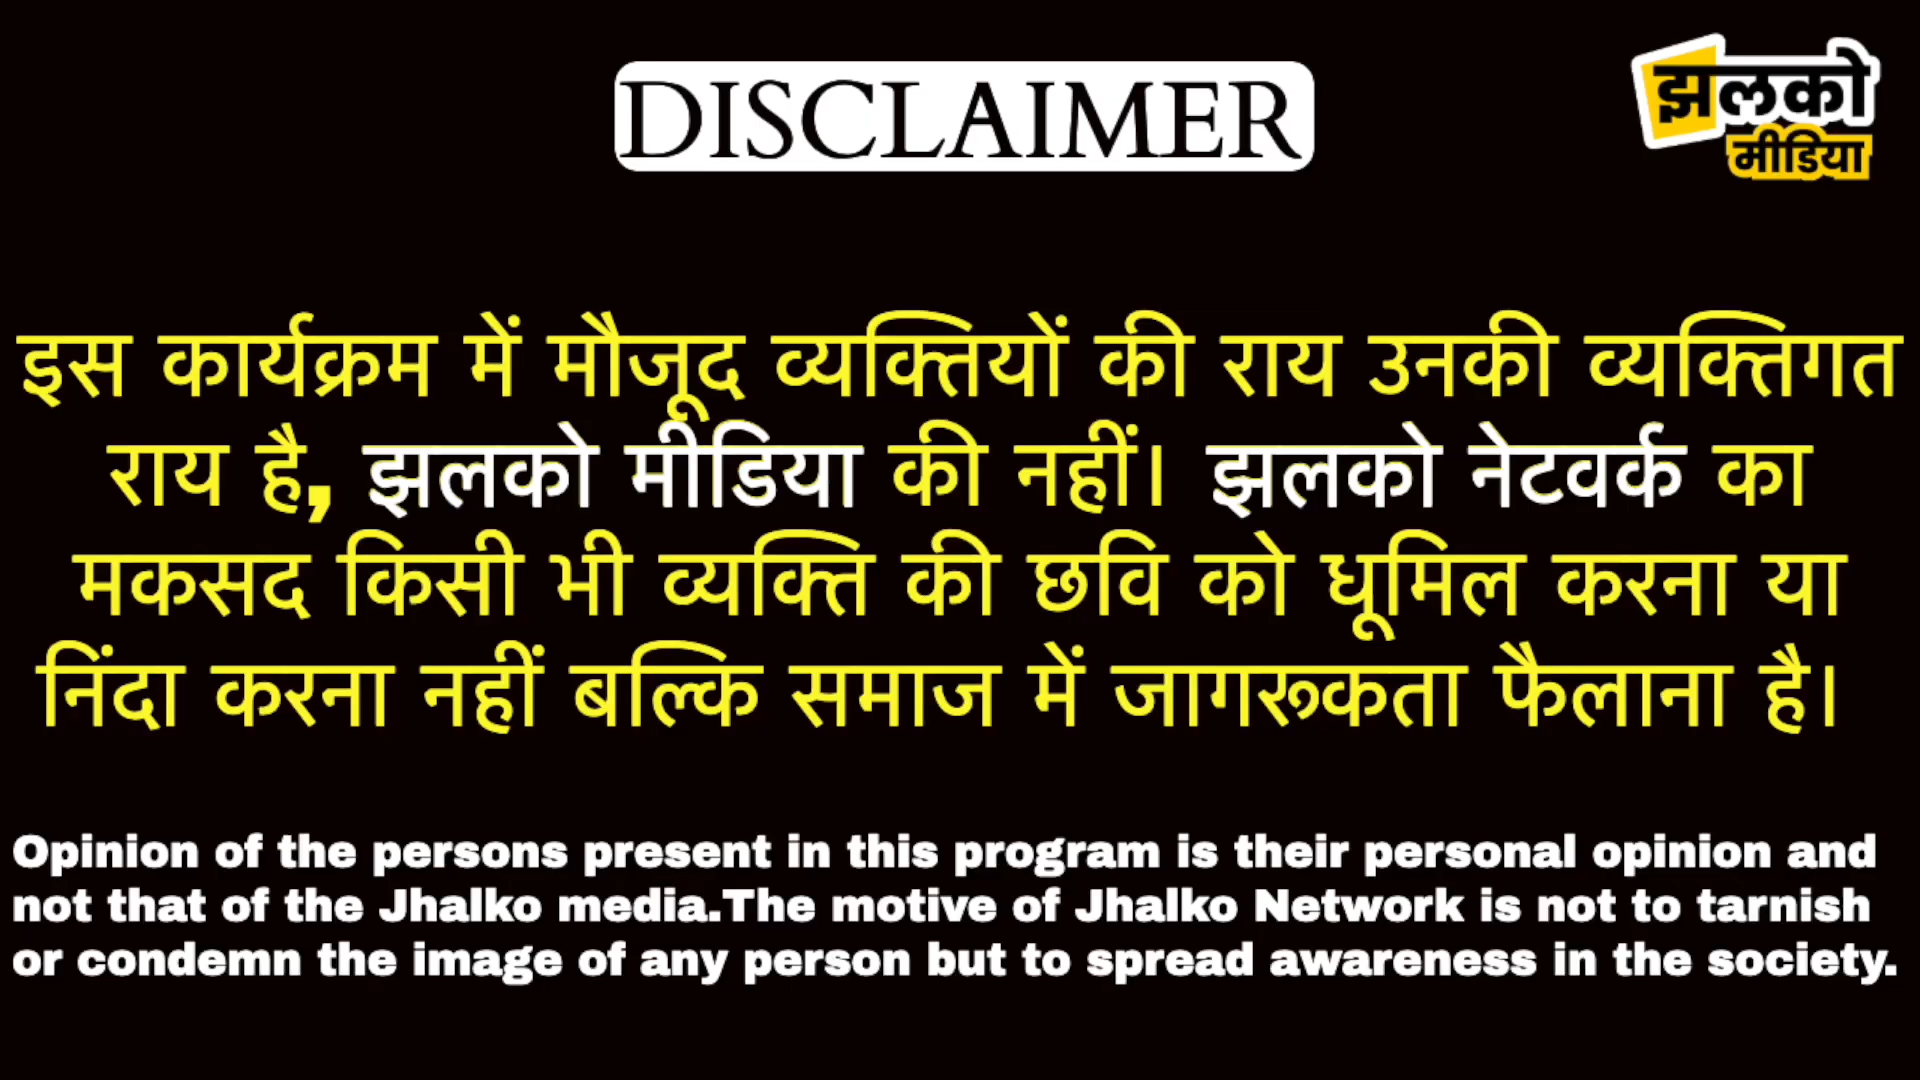 DISCLAIMER
झलको
मीडिया
इस कार्यक्रम में मौजूद व्यक्तियों की राय उनकी व्यक्तिगत
राय है, झलको मीडिया की नहीं। झलको नेटवर्क का
मकसद किसी भी व्यक्ति की छवि को धूमिल करना या
निंदा करना नहीं बल्कि समाज में जागरूकता फैलाना है।
Opinion of the persons present in this program is their personal opinion and
not that of the Jhalko media.The motive of Jhalko Network is not to tarnish
or condemn the image of any person but to spread awareness in the society.